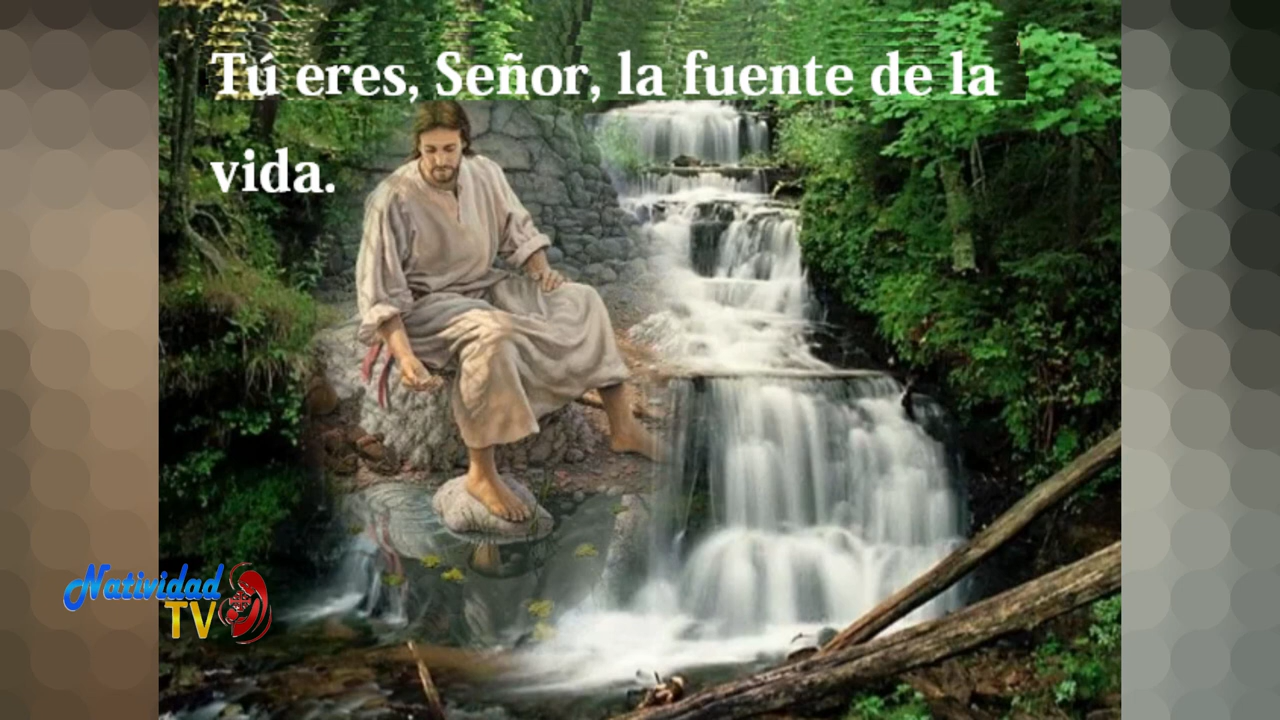 Tú eres, Señor, la fuente de la
vida.
Natividad
TV